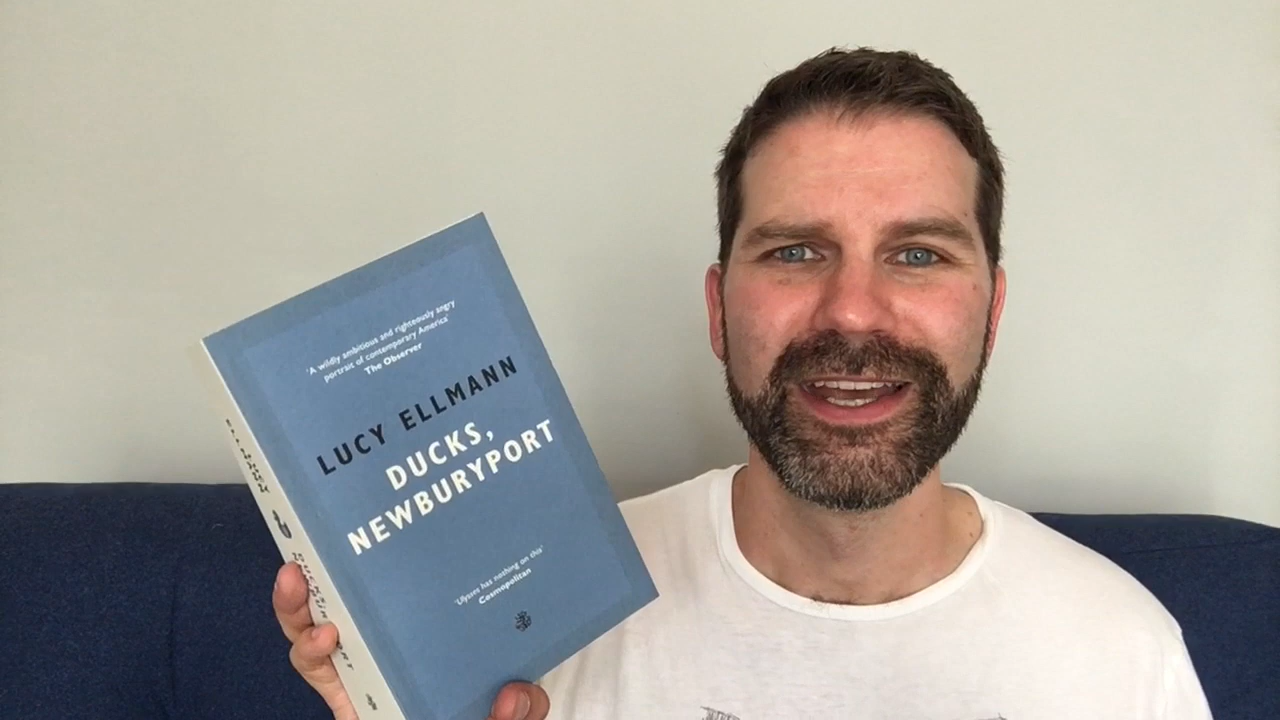 'A wildly ambitious and righteously angry
portrait of contemporary America'
The Observer
LUCY ELLMANN
DUCKS,
NEWBURYPORT
'Ulysses has nothing on this'
Cosmopolitan